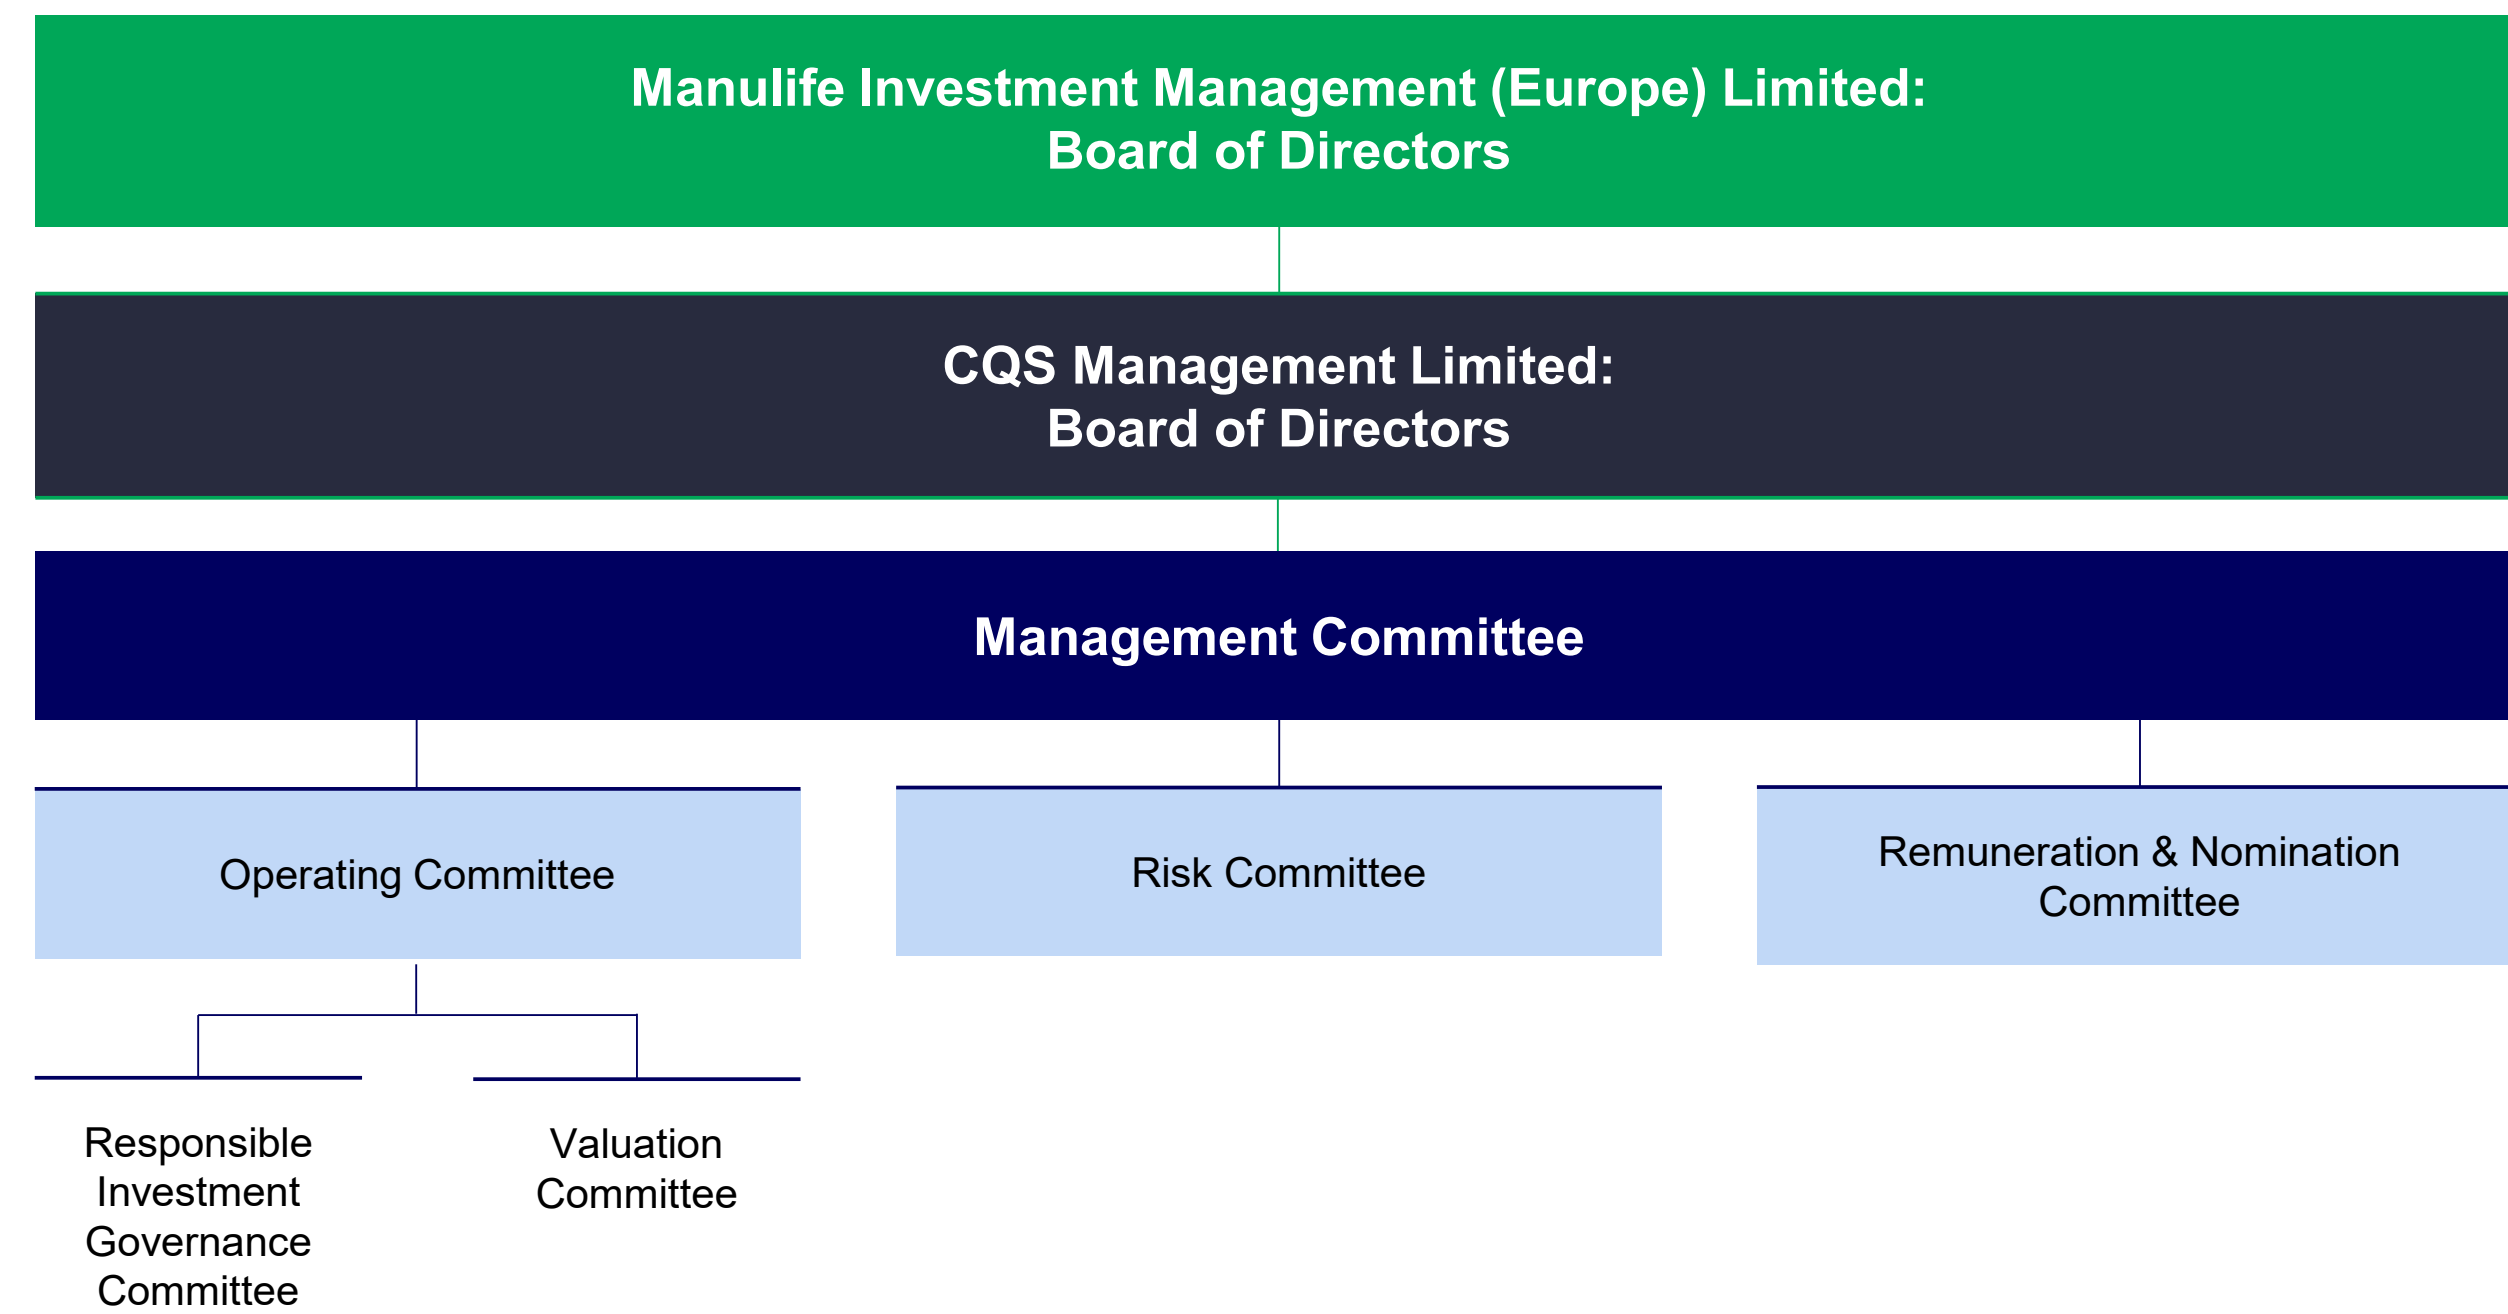 Manulife Investment Management (Europe) Limited:
Board of Directors
CQS Management Limited:
Board of Directors
Management Committee
Operating Committee
Risk Committee
Remuneration & Nomination
Committee
Responsible
Investment
Governance
Committee
Valuation
Committee